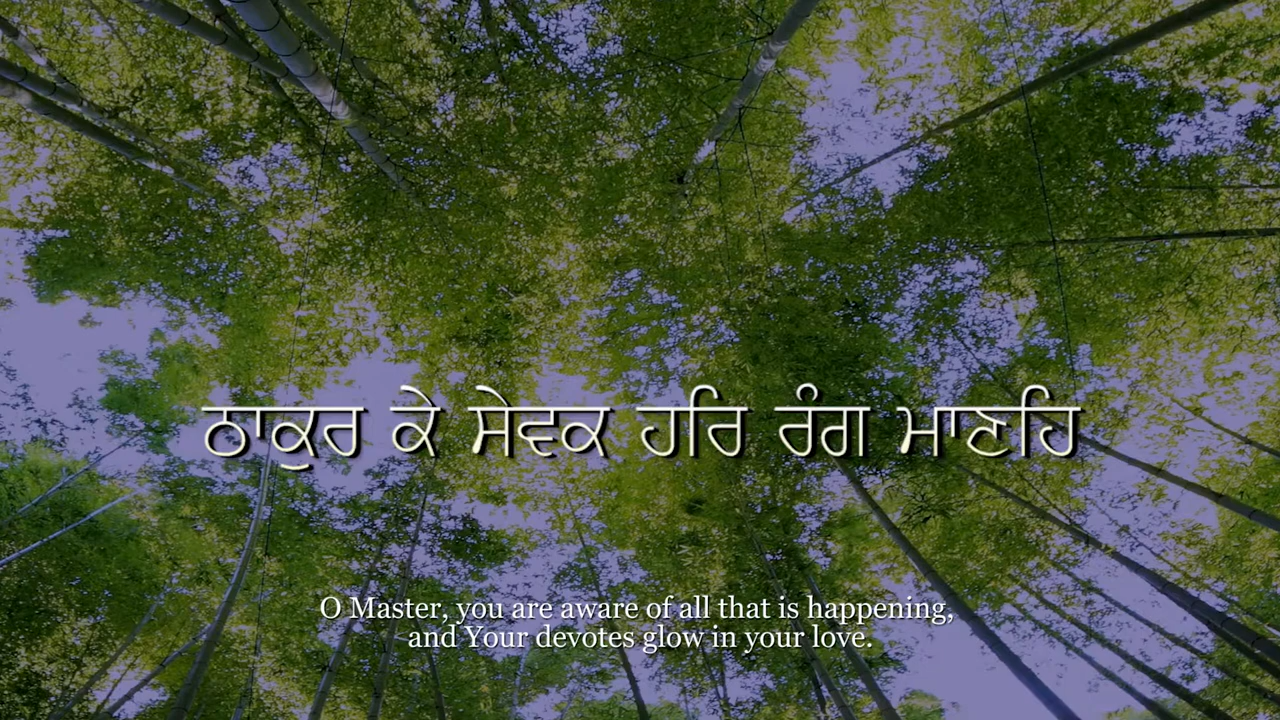 ਠਾਕੁਰ ਕੇ ਸੇਵਕ ਹਰਿ ਰੰਗ ਮਾਣਹਿ
O Master, you are aware of all that is happening,
and Your devotes glow in your love.